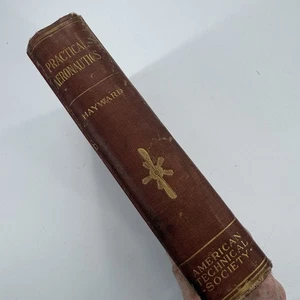 PRACTICAL
AERONAUTICS
HAYWARD
AMERICAN
TECHNICAL
SOCIETY